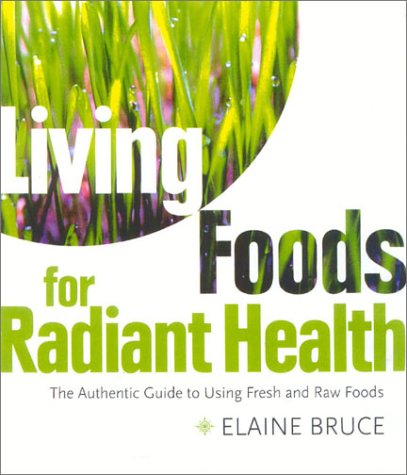 Living
Foods
for
Radiant Health
The Authentic Guide to Using Fresh and Raw Foods
ELAINE BRUCE